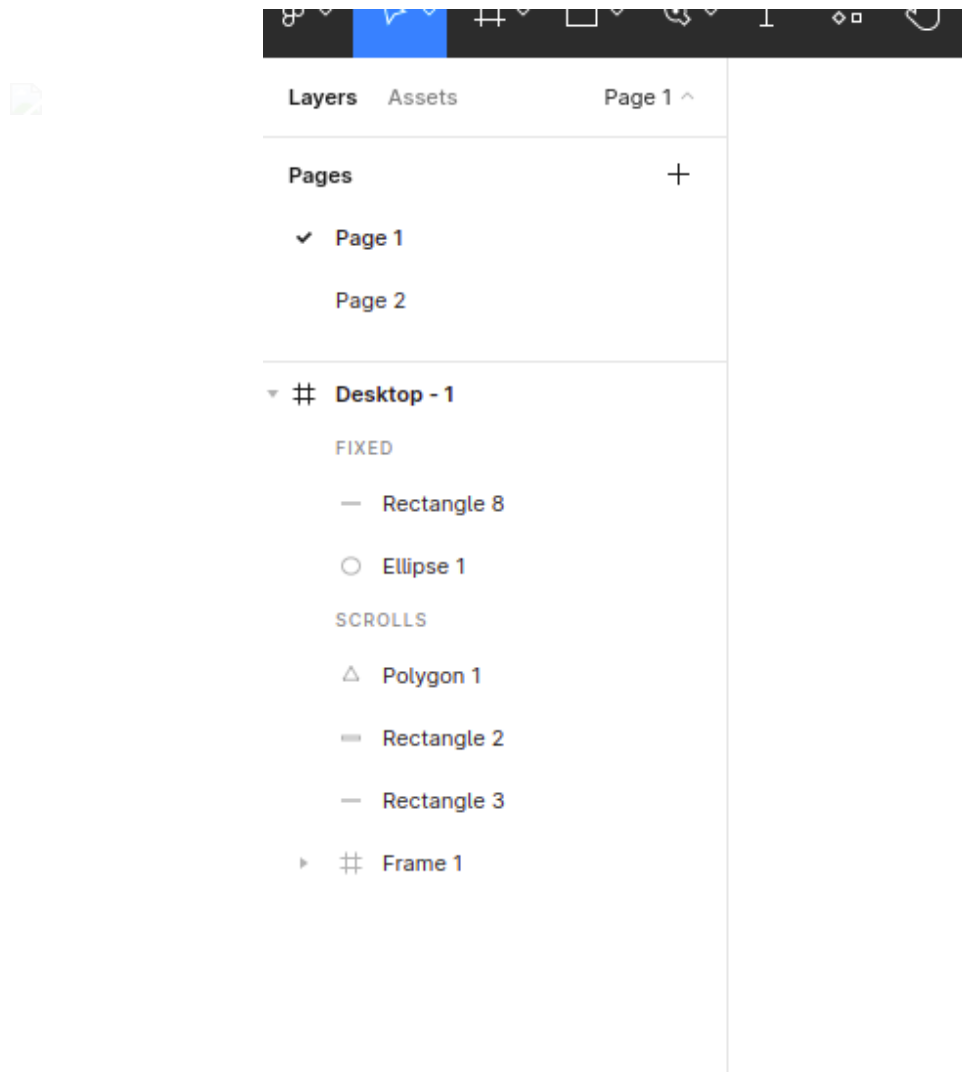 Layers Assets Page 1
Pages
Page 1
Page 2
Desktop - 1
FIXED
Rectangle 8
Ellipse 1
SCROLLS
Polygon 1
Rectangle 2
Rectangle 3
Frame 1